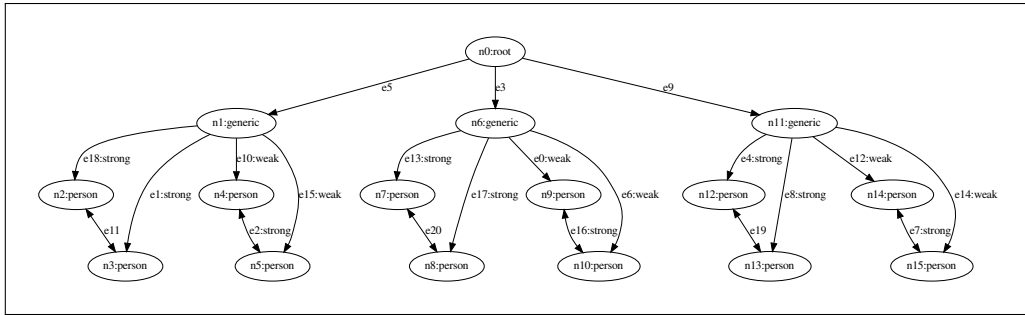 n0:root
e5
e3
e9
n1:generic
n6:generic
n11:generic
e18:strong
e10:weak
e13:strong
e0:weak
e4:strong
e12:weak
e1:strong
e15:weak
e17:strong
e6:weak
e8:strong
e14:weak
n2:person
n4:person
n7:person
n9:person
n12:person
n14:person
e11
e2:strong
e20
e16:strong
e19
e7:strong
n3:person
n5:person
n8:person
n10:person
n13:person
n15:person